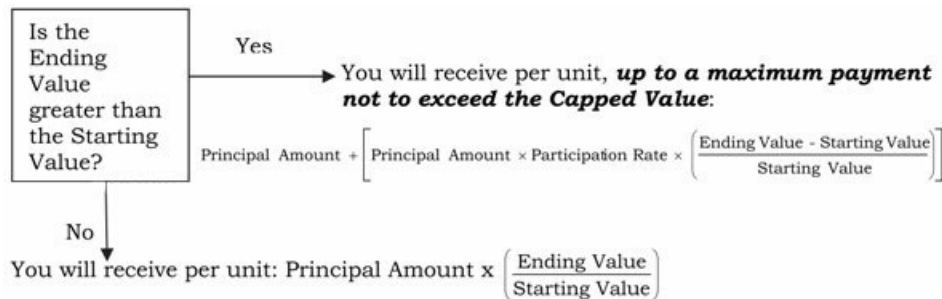 Is the
Ending
Value
greater than
the Starting
Value?
Yes
You will receive per unit, up to a maximum payment
not to exceed the Capped Value:
Principal Amount + [Principal Amount × Participation Rate × (Ending Value - Starting Value / Starting Value)]
No
You will receive per unit: Principal Amount x (Ending Value / Starting Value)